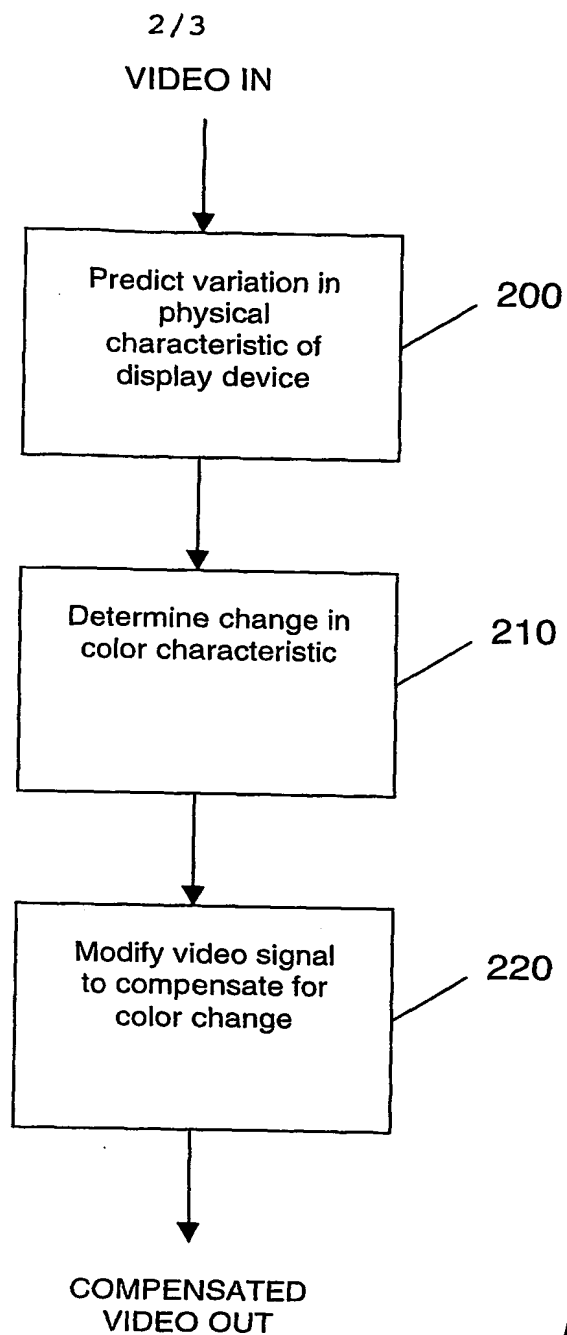 2/3
VIDEO IN
Predict variation in
physical
characteristic of
display device
200
Determine change in
color characteristic
210
Modify video signal
to compensate for
color change
220
COMPENSATED
VIDEO OUT